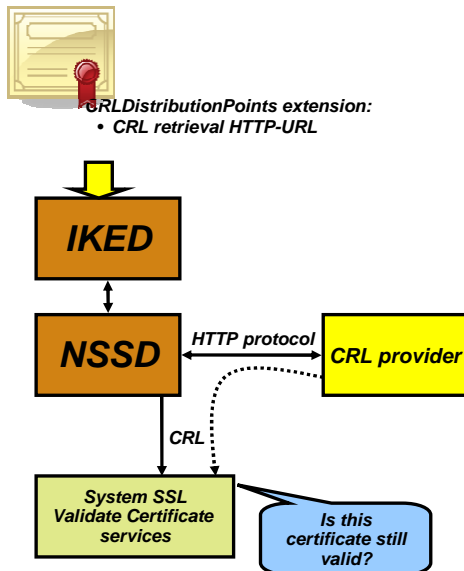 CRLDistributionPoints extension:
• CRL retrieval HTTP-URL
IKED
NSSD
HTTP protocol
CRL provider
CRL
System SSL
Validate Certificate
services
Is this
certificate still
valid?